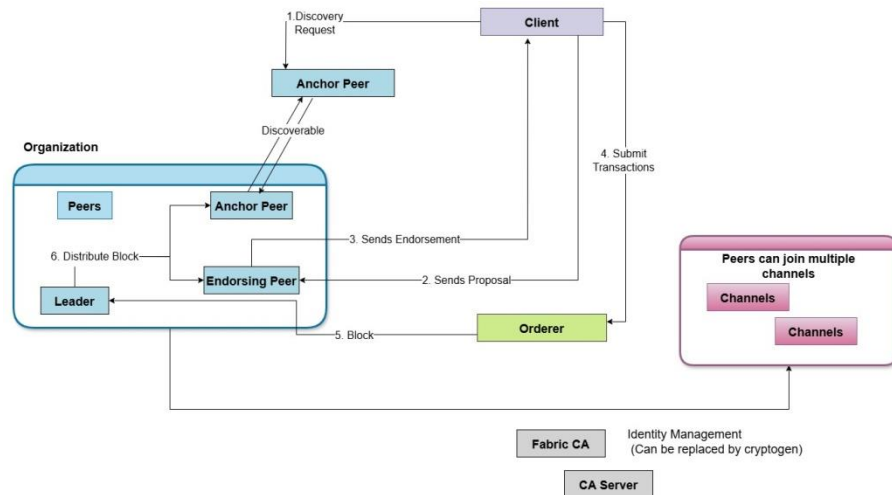 1.Discovery
Request
Client
Anchor Peer
Discoverable
Organization
4. Submit
Transactions
Peers
Anchor Peer
3. Sends Endorsement
6. Distribute Block
Endorsing Peer
2. Sends Proposal
Leader
5. Block
Orderer
Peers can join multiple
channels
Channels
Channels
Fabric CA
Identity Management
(Can be replaced by cryptogen)
CA Server